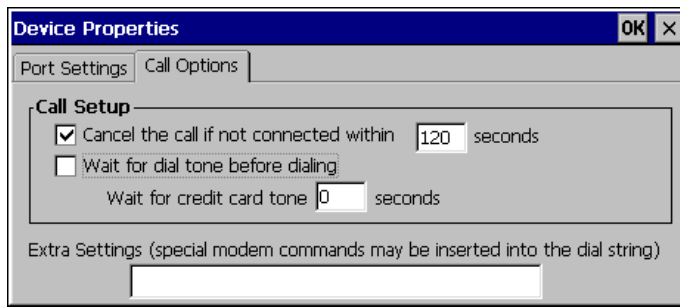 Device Properties OK ×
Port Settings Call Options
Call Setup
Cancel the call if not connected within 120 seconds
Wait for dial tone before dialing
Wait for credit card tone 0 seconds
Extra Settings (special modem commands may be inserted into the dial string)